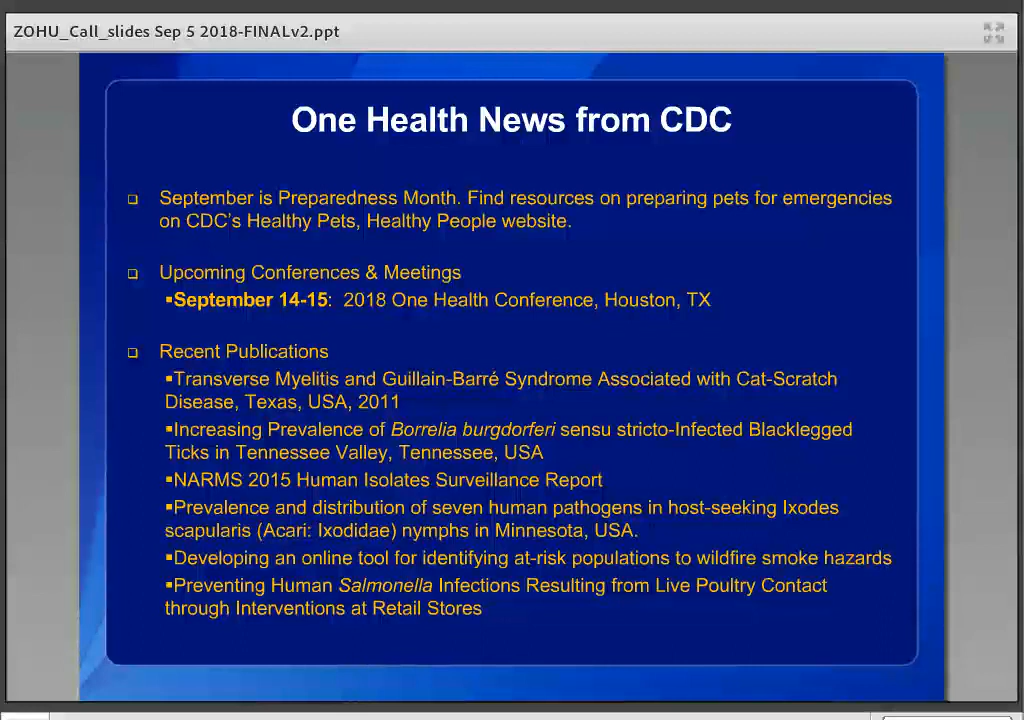 ZOHU_Call_slides Sep 5 2018-FINALv2.ppt
One Health News from CDC
September is Preparedness Month. Find resources on preparing pets for emergencies
on CDC's Healthy Pets, Healthy People website.
Upcoming Conferences & Meetings
▪September 14-15: 2018 One Health Conference, Houston, TX
Recent Publications
▪Transverse Myelitis and Guillain-Barré Syndrome Associated with Cat-Scratch
Disease, Texas, USA, 2011
▪Increasing Prevalence of Borrelia burgdorferi sensu stricto-Infected Blacklegged
Ticks in Tennessee Valley, Tennessee, USA
▪NARMS 2015 Human Isolates Surveillance Report
▪Prevalence and distribution of seven human pathogens in host-seeking Ixodes
scapularis (Acari: Ixodidae) nymphs in Minnesota, USA.
▪Developing an online tool for identifying at-risk populations to wildfire smoke hazards
▪Preventing Human Salmonella Infections Resulting from Live Poultry Contact
through Interventions at Retail Stores